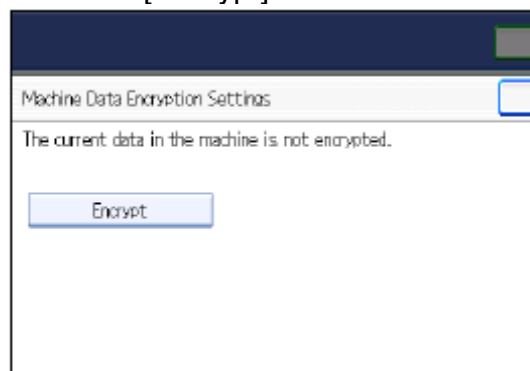 Machine Data Encryption Settings
The current data in the machine is not encrypted.
Encrypt